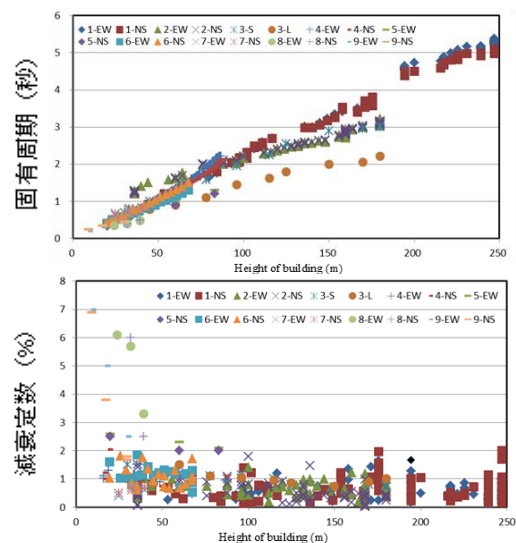 6
5
4
3
2
1
0
固有周期（秒）
1-EW 1-NS 2-EW 2-NS 3-S 3-L 4-EW 4-NS 5-EW
5-NS 6-EW 6-NS 7-EW 7-NS 8-EW 8-NS 9-EW 9-NS
0 50 100 150 200 250
Height of building (m)
8
7
6
5
4
3
2
1
0
減衰定数（%）
1-EW 1-NS 2-EW 2-NS 3-S 3-L 4-EW 4-NS 5-EW
5-NS 6-EW 6-NS 7-EW 7-NS 8-EW 8-NS 9-EW 9-NS
0 50 100 150 200 250
Height of building (m)